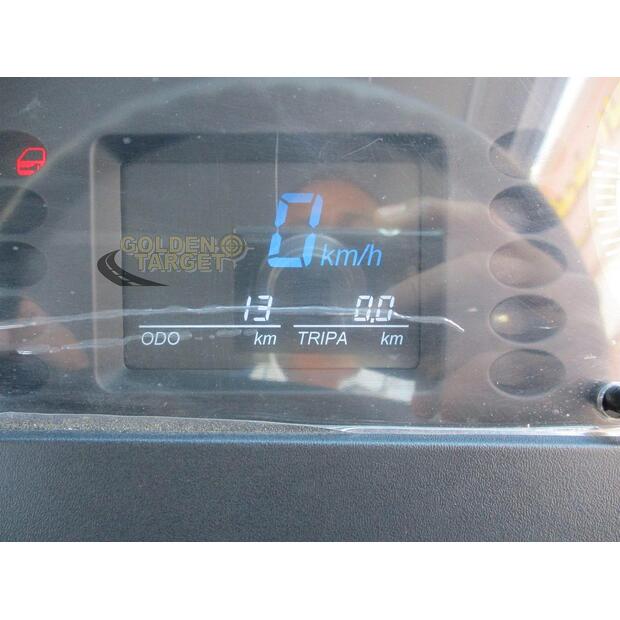 0 km/h
GOLDEN
TARGET
13 0.0
ODO km TRIPA km